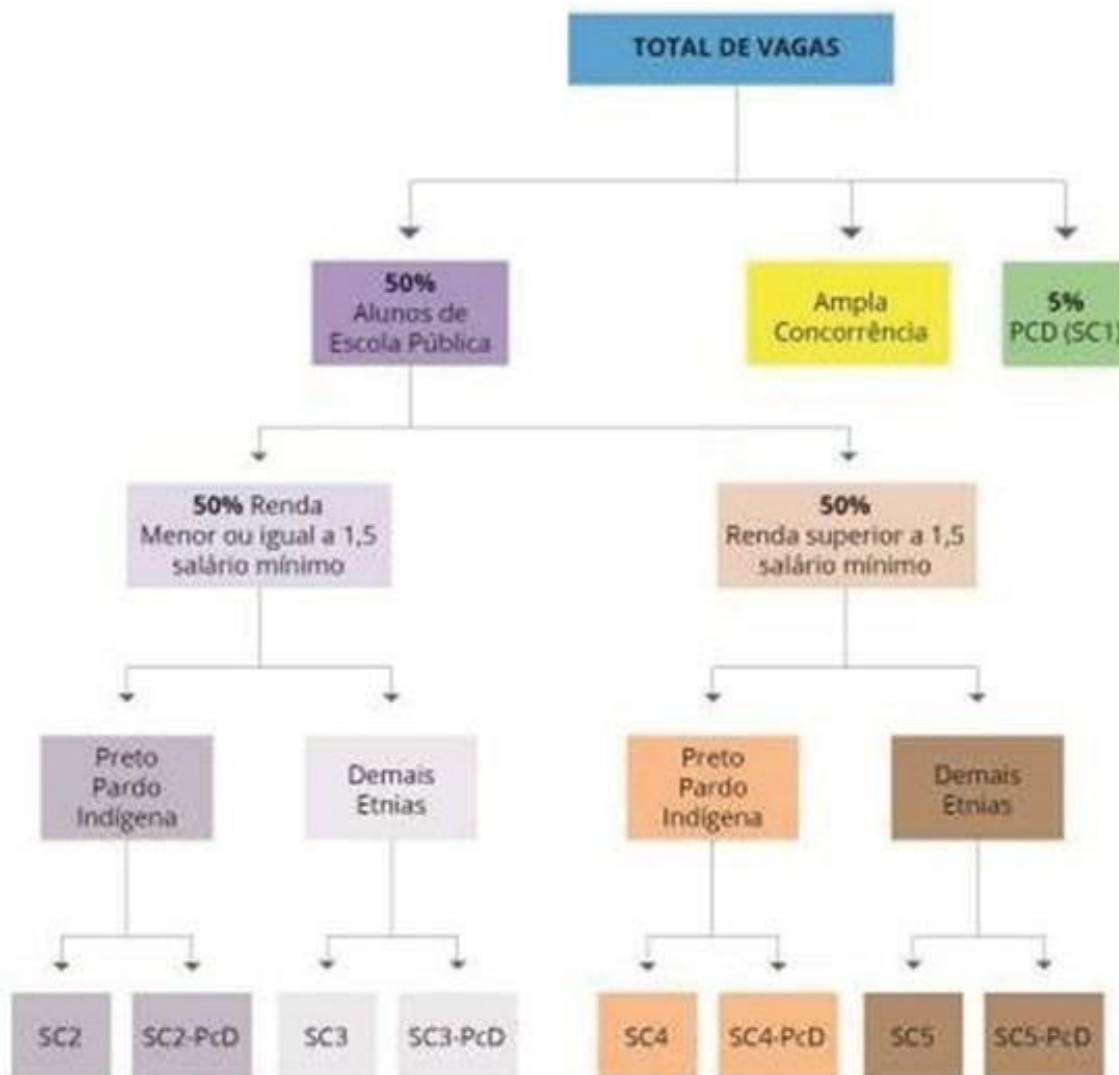 TOTAL DE VAGAS
50%
Alunos de
Escola Pública
Ampla
Concorrência
5%
PCD (SC1)
50% Renda
Menor ou igual a 1,5
salário mínimo
50%
Renda superior a 1,5
salário mínimo
Preto
Pardo
Indígena
Demais
Etnias
Preto
Pardo
Indígena
Demais
Etnias
SC2
SC2-PcD
SC3
SC3-PcD
SC4
SC4-PcD
SC5
SC5-PcD